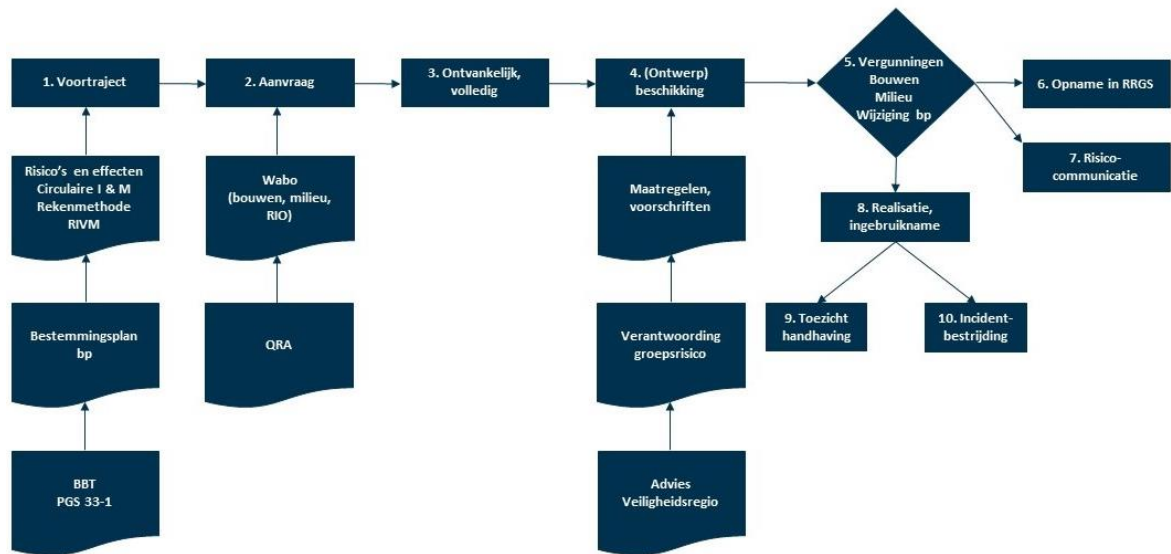 1. Voortraject
2. Aanvraag
3. Ontvankelijk,
volledig
4. (Ontwerp)
beschikking
5. Vergunningen
Bouwen
Milieu
Wijziging bp
6. Opname in RRGS
7. Risico-
communicatie
Risico's en effecten
Circulaire I & M
Rekenmethode
RIVM
Wabo
(bouwen, milieu,
RIO)
Maatregelen,
voorschriften
8. Realisatie,
ingebruikname
Bestemmingsplan
bp
QRA
Verantwoording
groepsrisico
9. Toezicht
handhaving
10. Incident-
bestrijding
BBT
PGS 33-1
Advies
Veiligheidsregio